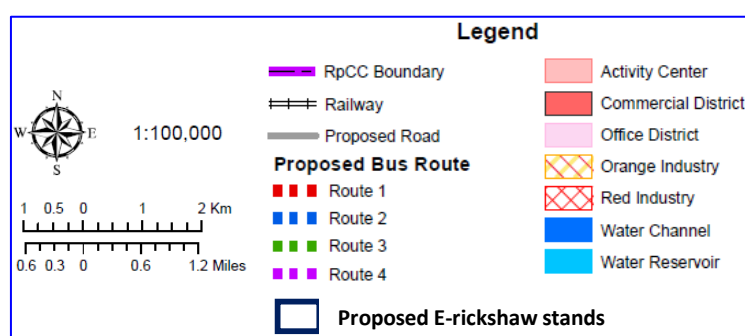 Legend
RpCC Boundary
Railway
Proposed Road
Proposed Bus Route
Route 1
Route 2
Route 3
Route 4
Activity Center
Commercial District
Office District
Orange Industry
Red Industry
Water Channel
Water Reservoir
Proposed E-rickshaw stands
N
W E
S
1:100,000
1 0.5 0 1 2 Km
0.6 0.3 0 0.6 1.2 Miles